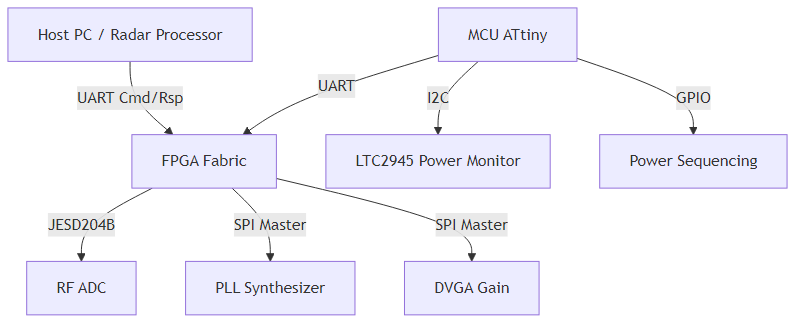 Host PC / Radar Processor
MCU ATtiny
UART Cmd/Rsp
UART
I2C
GPIO
FPGA Fabric
LTC2945 Power Monitor
Power Sequencing
JESD204B
SPI Master
SPI Master
RF ADC
PLL Synthesizer
DVGA Gain